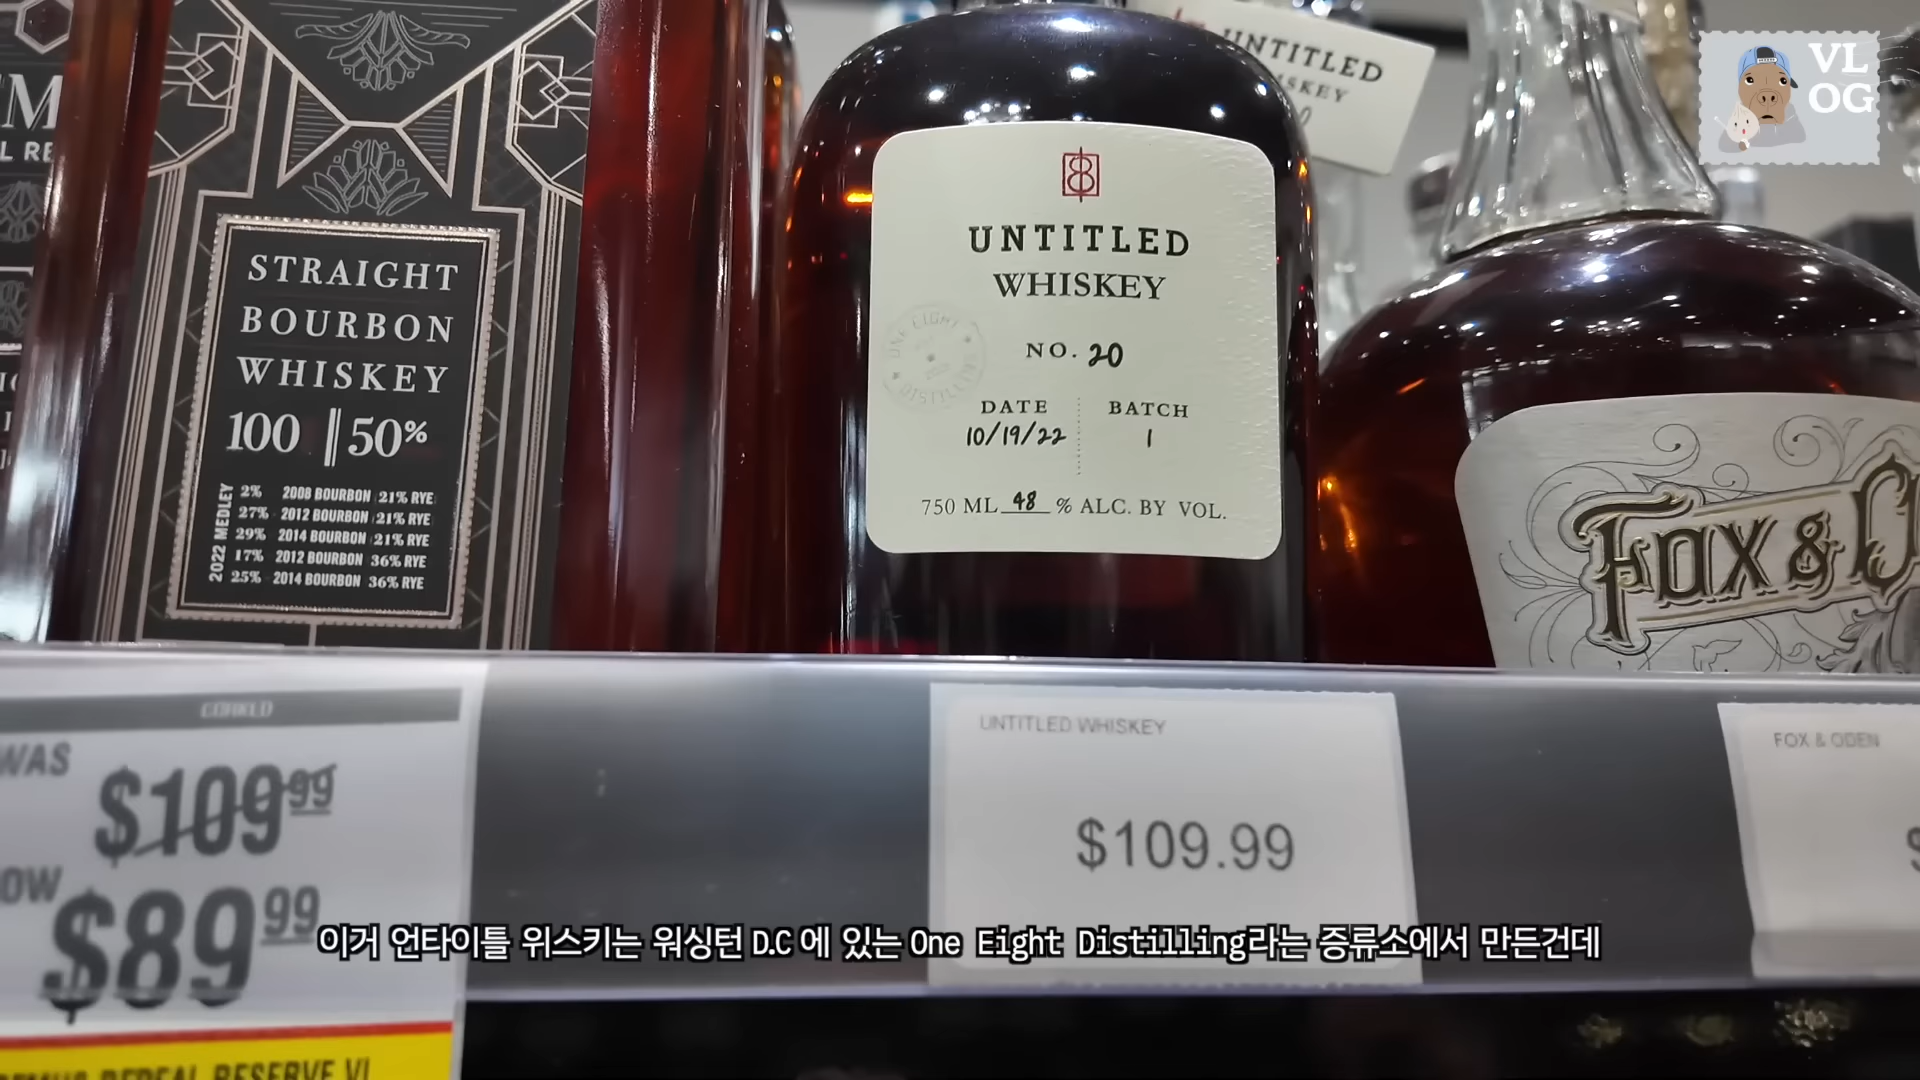 VL
OG
UNTITLED
STRAIGHT
BOURBON
WHISKEY
100 50%
2022 MEDLEY
2% 2008 BOURBON 21% RYE
27% 2012 BOURBON 21% RYE
29% 2014 BOURBON 21% RYE
17% 2012 BOURBON 36% RYE
25% 2014 BOURBON 36% RYE
UNTITLED
WHISKEY
NO. 20
DATE
10/19/22
BATCH
1
750 ML 48 % ALC. BY VOL.
ONE EIGHT
DISTILLING
FOX &
WAS
$109 99
$89 99
UNTITLED WHISKEY
$109.99
FOX & ODEN
이거 언타이틀 위스키는 워싱턴 D.C 에 있는 One Eight Distilling라는 증류소에서 만든건데
RESERVE VI